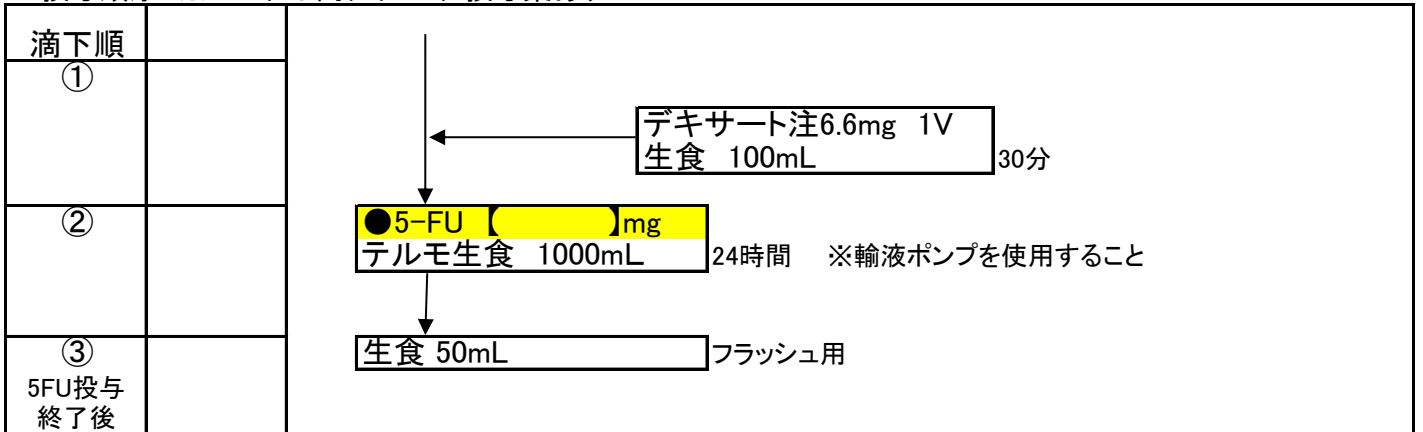 滴下順
①
デキサート注6.6mg 1V
生食 100mL
30分
②
●5-FU 【 】mg
テルモ生食 1000mL
24時間 ※輸液ポンプを使用すること
③
生食 50mL
フラッシュ用
5FU投与
終了後